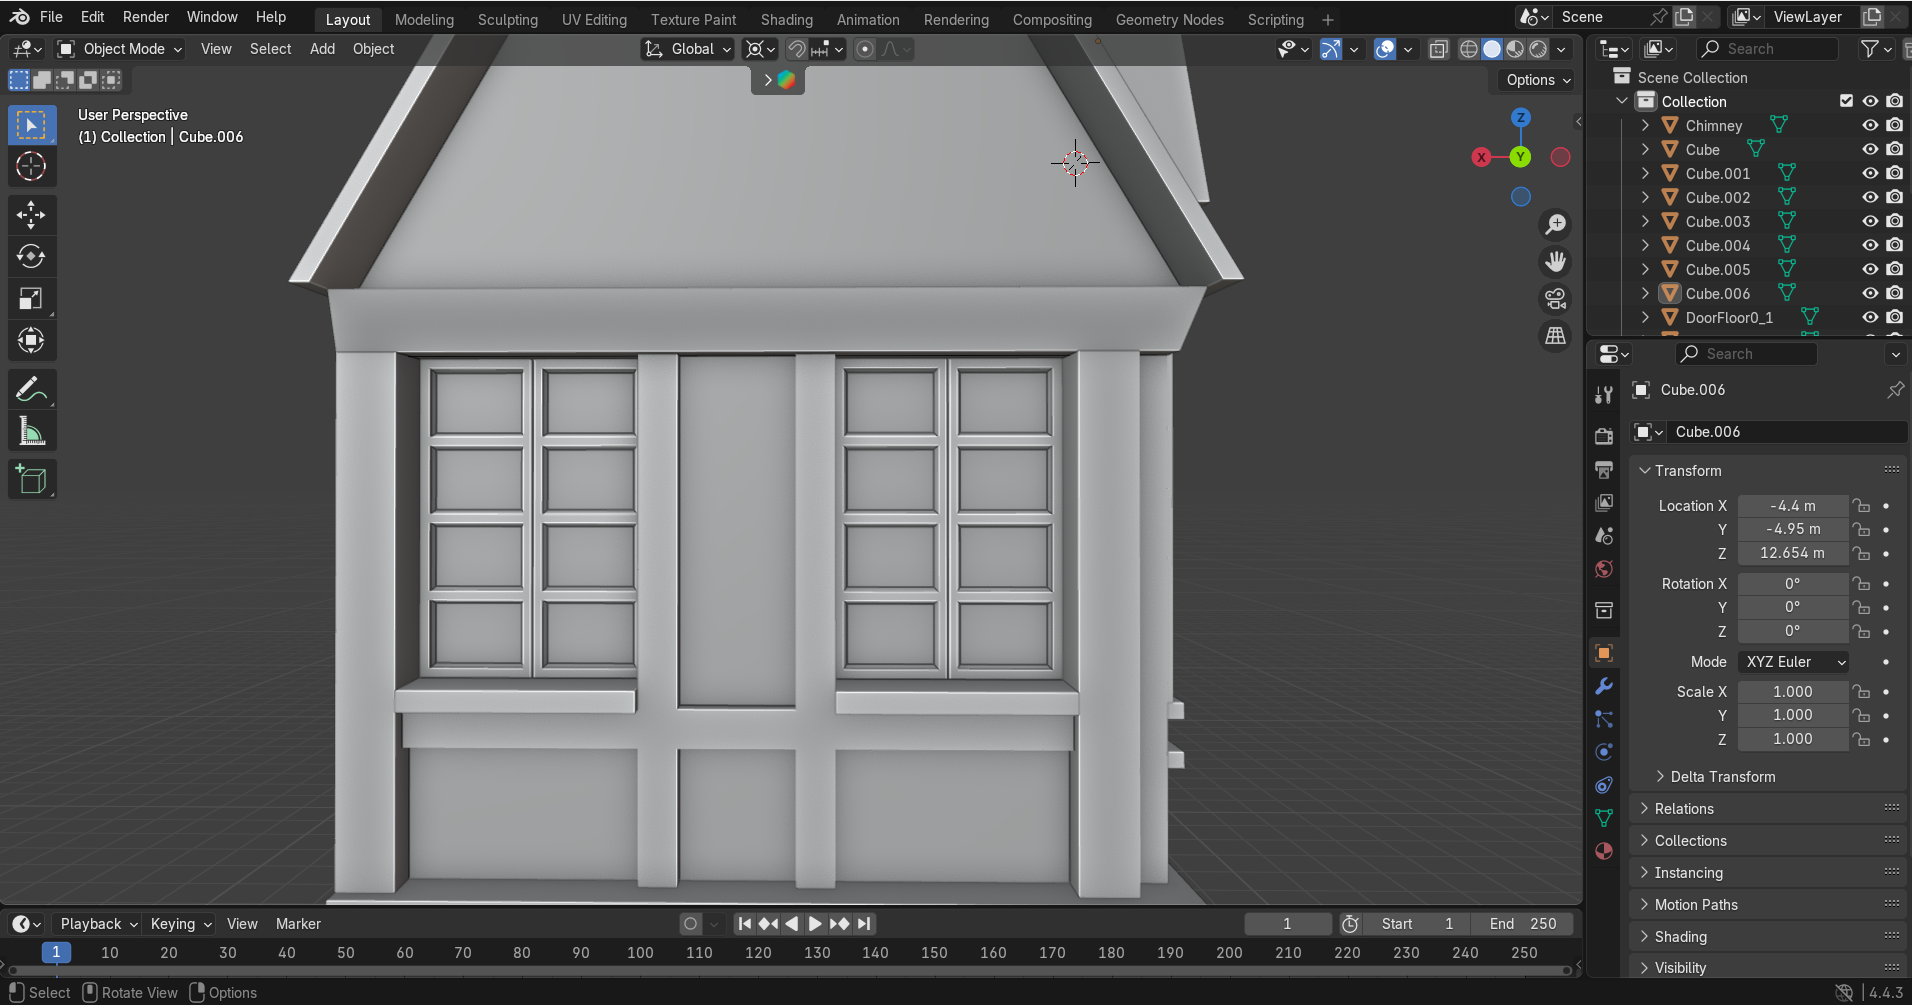 File Edit Render Window Help Layout Modeling Sculpting UV Editing Texture Paint Shading Animation Rendering Compositing Geometry Nodes Scripting + Scene ViewLayer
Object Mode View Select Add Object Global Search
Options
User Perspective
(1) Collection | Cube.006
Z
X
Y
Scene Collection
Collection
Chimney
Cube
Cube.001
Cube.002
Cube.003
Cube.004
Cube.005
Cube.006
DoorFloor0_1
Search
Cube.006
Cube.006
Transform
Location X -4.4 m
Y -4.95 m
Z 12.654 m
Rotation X 0°
Y 0°
Z 0°
Mode XYZ Euler
Scale X 1.000
Y 1.000
Z 1.000
Delta Transform
Relations
Collections
Instancing
Motion Paths
Shading
Visibility
Playback Keying View Marker 1 Start 1 End 250
1 10 20 30 40 50 60 70 80 90 100 110 120 130 140 150 160 170 180 190 200 210 220 230 240 250
Select Rotate View Options 4.4.3